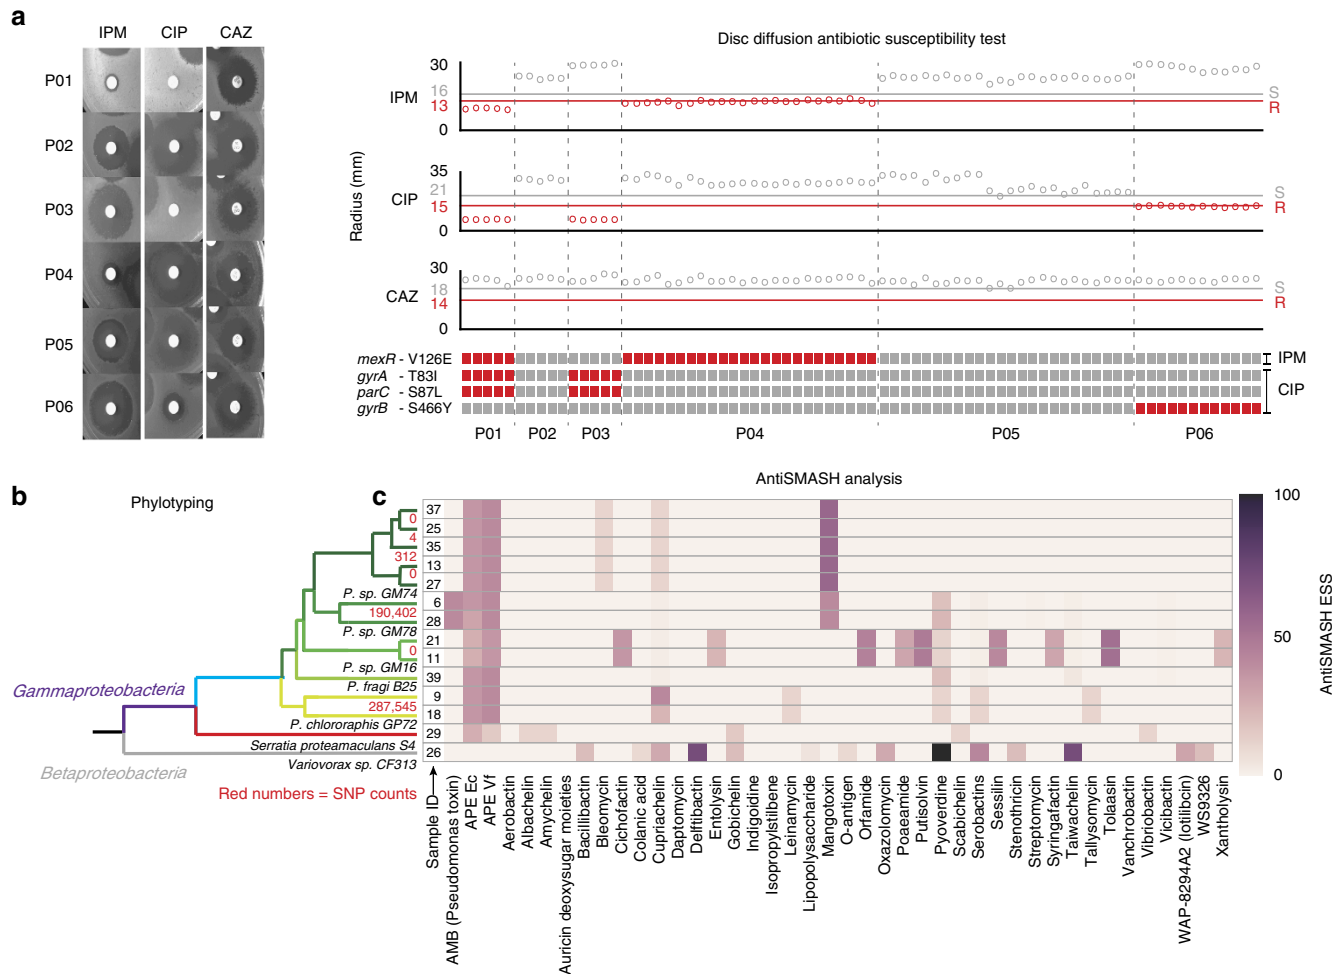 a
IPM CIP CAZ
P01
P02
P03
P04
P05
P06
Disc diffusion antibiotic susceptibility test
Radius (mm)
IPM
30
16
13
0
S
R
CIP
35
21
15
0
S
R
CAZ
30
18
14
0
S
R
mexR - V126E
gyrA - T83I
parC - S87L
gyrB - S466Y
IPM
CIP
P01 P02 P03 P04 P05 P06
b
Phylotyping
0
4
312
0
P. sp. GM74
190,402
P. sp. GM78
0
P. sp. GM16
P. fragi B25
287,545
P. chlororaphis GP72
Serratia proteamaculans S4
Variovorax sp. CF313
Gammaproteobacteria
Betaproteobacteria
Red numbers = SNP counts
c
AntiSMASH analysis
37
25
35
13
27
6
28
21
11
39
9
18
29
26
Sample ID
AMB (Pseudomonas toxin)
APE Ec
APE Vf
Aerobactin
Albachelin
Amychelin
Auricin deoxysugar moieties
Bacillibactin
Bleomycin
Cichofactin
Colanic acid
Cupriachelin
Daptomycin
Delftibactin
Entolysin
Gobichelin
Indigoidine
Isopropylstilbene
Leinamycin
Lipopolysaccharide
Mangotoxin
O-antigen
Orfamide
Oxazolomycin
Poaeamide
Putisolvin
Pyoverdine
Scabichelin
Serobactins
Sessilin
Stenothricin
Streptomycin
Syringafactin
Taiwachelin
Tallysomycin
Tolaasin
Vanchrobactin
Vibriobactin
Vicibactin
WAP-8294A2 (lotilibcin)
WS9326
Xantholysin
100
50
0
AntiSMASH ESS